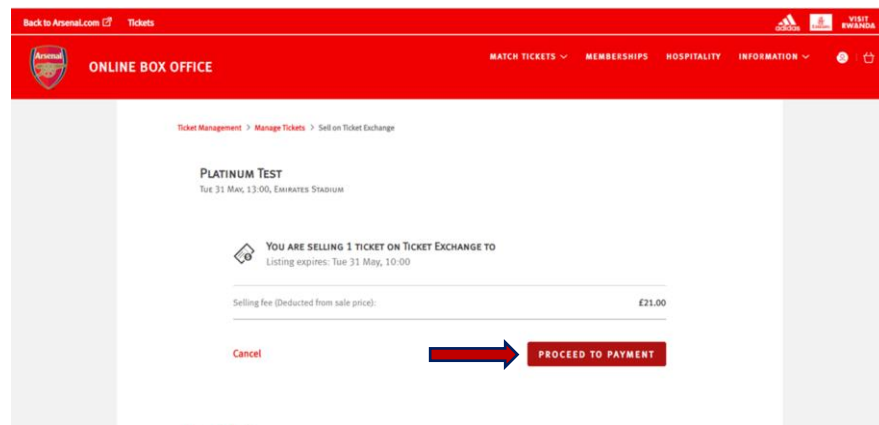 Back to Arsenal.com Tickets
adidas VISIT RWANDA
Arsenal
ONLINE BOX OFFICE
MATCH TICKETS MEMBERSHIPS HOSPITALITY INFORMATION
Ticket Management > Manage Tickets > Sell on Ticket Exchange
PLATINUM TEST
TUE 31 MAY, 13:00, EMIRATES STADIUM
YOU ARE SELLING 1 TICKET ON TICKET EXCHANGE TO
Listing expires: Tue 31 May, 10:00
Selling fee (Deducted from sale price): £21.00
Cancel PROCEED TO PAYMENT